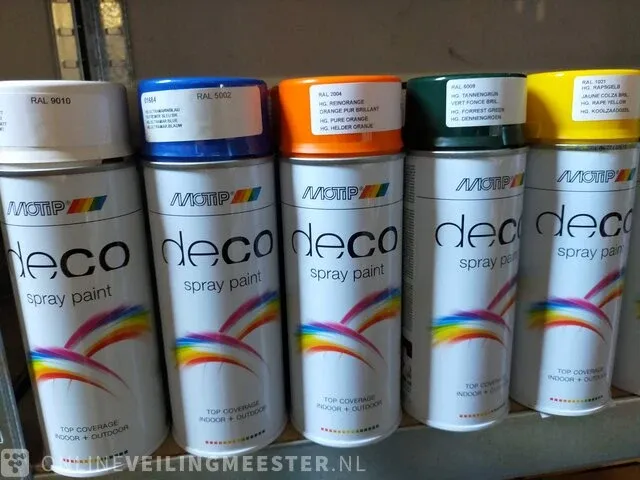 RAL 9010
01684
RAL 5002
RAL 2004
HG. REINORANGE
ORANGE PUR BRILLANT
HG. PURE ORANGE
HG. HELDER ORANJE
RAL 6009
HG. TANNENGRÜN
VERT FONCE BRIL.
HG. FORREST GREEN
HG. DENNENGROEN
RAL 1021
HG. RAPSGELB
JAUNE COLZA BRIL.
HG. RAPE YELLOW
HG. KOOLZAADGEEL
MOTIP
deco
spray paint
TOP COVERAGE
INDOOR + OUTDOOR
MOTIP
deco
spray paint
TOP COVERAGE
INDOOR + OUTDOOR
MOTIP
deco
spray paint
TOP COVERAGE
INDOOR + OUTDOOR
MOTIP
deco
spray paint
TOP COVERAGE
INDOOR + OUTDOOR
MOTIP
deco
spray paint
TOP COVERAGE
INDOOR + OUTDOOR
ONLINEVEILINGMEESTER.NL